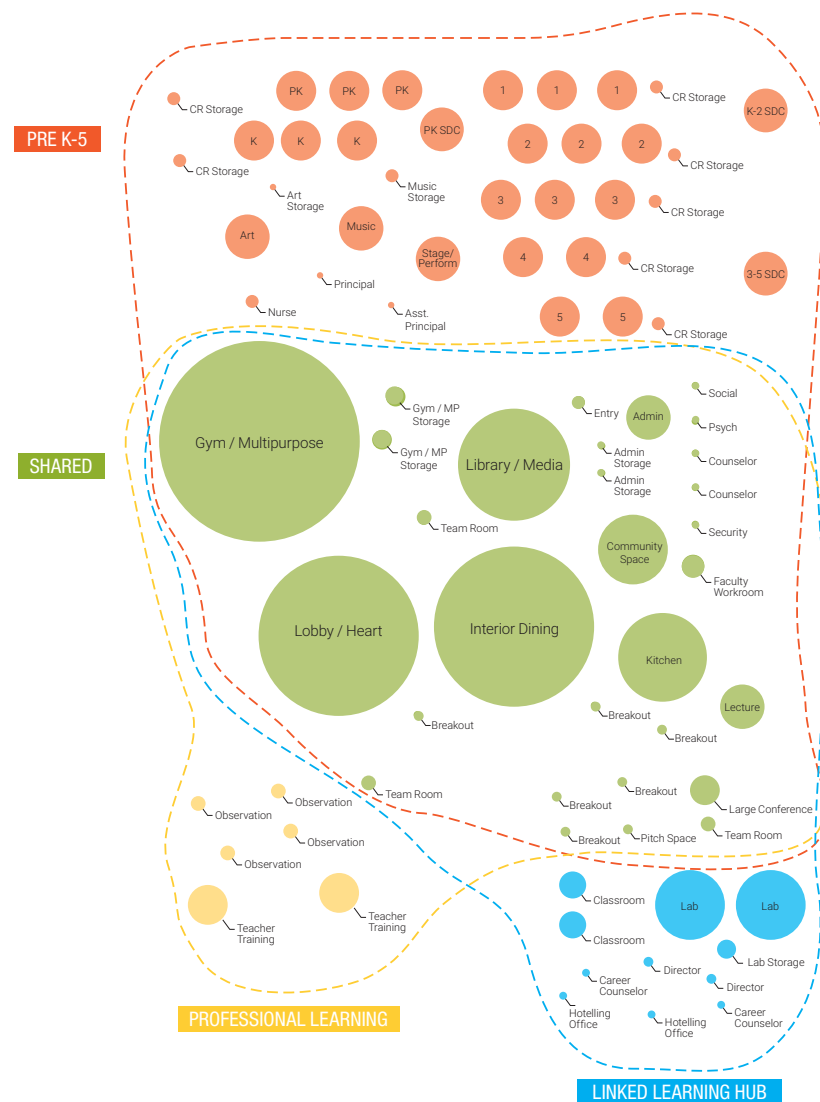 PK
PK
PK
1
1
1
CR Storage
CR Storage
K-2 SDC
PRE K-5
K
K
K
PK SDC
2
2
2
CR Storage
CR Storage
Art
Storage
Music
Storage
3
3
3
CR Storage
Art
Music
Stage/
Perform
4
4
CR Storage
3-5 SDC
Principal
Nurse
Asst.
Principal
5
5
CR Storage
Gym / Multipurpose
Gym / MP
Storage
Gym / MP
Storage
Library / Media
Entry
Admin
Social
Psych
SHARED
Admin
Storage
Admin
Storage
Counselor
Counselor
Team Room
Security
Community
Space
Faculty
Workroom
Lobby / Heart
Interior Dining
Kitchen
Lecture
Breakout
Breakout
Breakout
Team Room
Breakout
Breakout
Large Conference
Breakout
Pitch Space
Team Room
Observation
Observation
Observation
Observation
Teacher
Training
Teacher
Training
Classroom
Classroom
Lab
Lab
Lab Storage
Director
Director
Career
Counselor
Career
Counselor
Hotelling
Office
Hotelling
Office
PROFESSIONAL LEARNING
LINKED LEARNING HUB